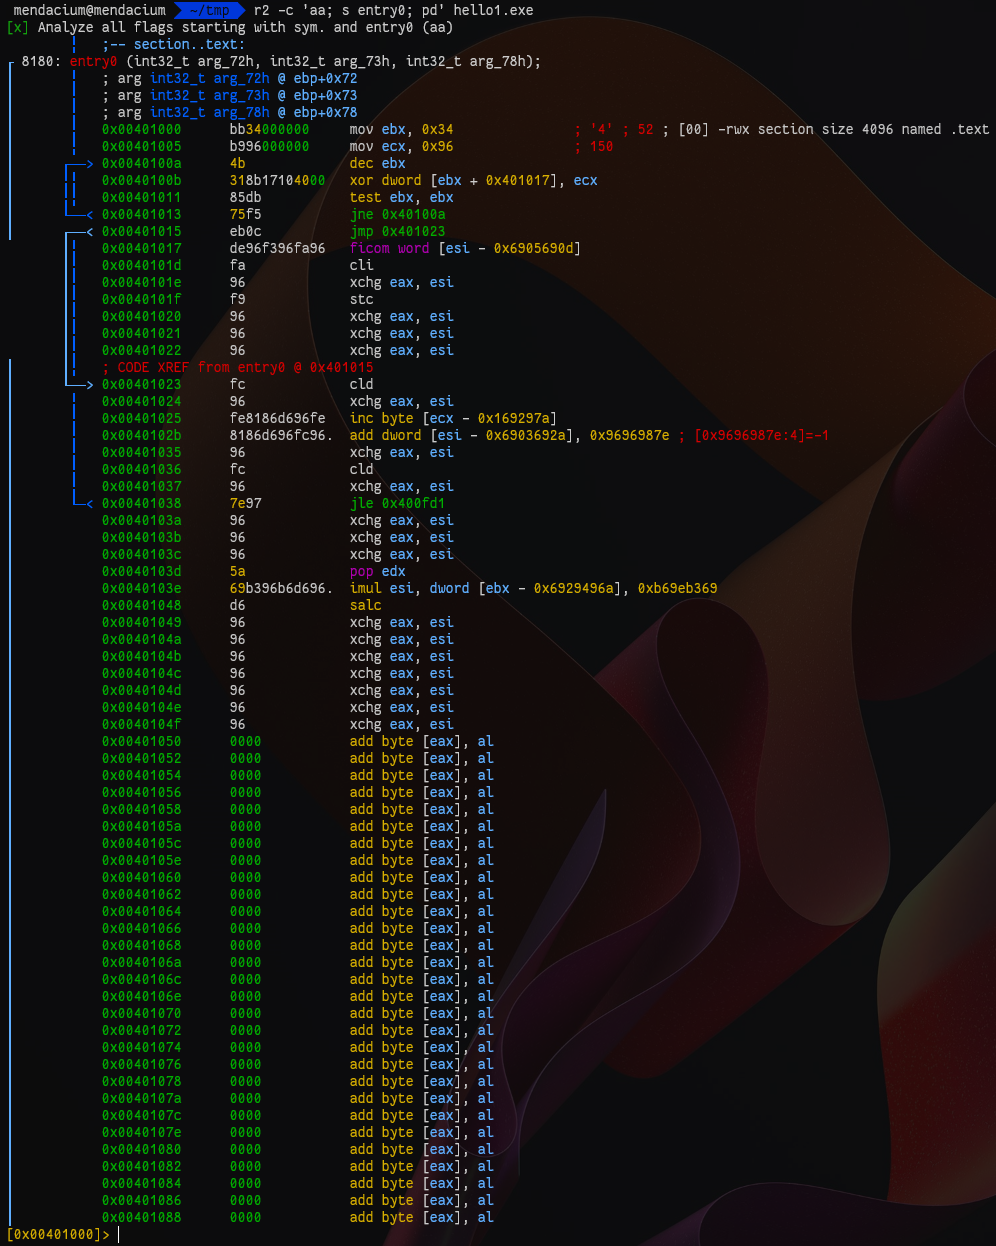 mendacium@mendacium ~/tmp r2 -c 'aa; s entry0; pd' hello1.exe
[x] Analyze all flags starting with sym. and entry0 (aa)
;-- section..text:
8180: entry0 (int32_t arg_72h, int32_t arg_73h, int32_t arg_78h);
; arg int32_t arg_72h @ ebp+0x72
; arg int32_t arg_73h @ ebp+0x73
; arg int32_t arg_78h @ ebp+0x78
0x00401000 bb34000000 mov ebx, 0x34 ; '4' ; 52 ; [00] -rwx section size 4096 named .text
0x00401005 b996000000 mov ecx, 0x96 ; 150
0x0040100a 4b dec ebx
0x0040100b 318b17104000 xor dword [ebx + 0x401017], ecx
0x00401011 85db test ebx, ebx
0x00401013 75f5 jne 0x40100a
0x00401015 eb0c jmp 0x401023
0x00401017 de96f396fa96 ficom word [esi - 0x6905690d]
0x0040101d fa cli
0x0040101e 96 xchg eax, esi
0x0040101f f9 stc
0x00401020 96 xchg eax, esi
0x00401021 96 xchg eax, esi
0x00401022 96 xchg eax, esi
; CODE XREF from entry0 @ 0x401015
0x00401023 fc cld
0x00401024 96 xchg eax, esi
0x00401025 fe8186d696fe inc byte [ecx - 0x169297a]
0x0040102b 8186d696fc96. add dword [esi - 0x6903692a], 0x9696987e ; [0x9696987e:4]=-1
0x00401035 96 xchg eax, esi
0x00401036 fc cld
0x00401037 96 xchg eax, esi
0x00401038 7e97 jle 0x400fd1
0x0040103a 96 xchg eax, esi
0x0040103b 96 xchg eax, esi
0x0040103c 96 xchg eax, esi
0x0040103d 5a pop edx
0x0040103e 69b396b6d696. imul esi, dword [ebx - 0x6929496a], 0xb69eb369
0x00401048 d6 salc
0x00401049 96 xchg eax, esi
0x0040104a 96 xchg eax, esi
0x0040104b 96 xchg eax, esi
0x0040104c 96 xchg eax, esi
0x0040104d 96 xchg eax, esi
0x0040104e 96 xchg eax, esi
0x0040104f 96 xchg eax, esi
0x00401050 0000 add byte [eax], al
0x00401052 0000 add byte [eax], al
0x00401054 0000 add byte [eax], al
0x00401056 0000 add byte [eax], al
0x00401058 0000 add byte [eax], al
0x0040105a 0000 add byte [eax], al
0x0040105c 0000 add byte [eax], al
0x0040105e 0000 add byte [eax], al
0x00401060 0000 add byte [eax], al
0x00401062 0000 add byte [eax], al
0x00401064 0000 add byte [eax], al
0x00401066 0000 add byte [eax], al
0x00401068 0000 add byte [eax], al
0x0040106a 0000 add byte [eax], al
0x0040106c 0000 add byte [eax], al
0x0040106e 0000 add byte [eax], al
0x00401070 0000 add byte [eax], al
0x00401072 0000 add byte [eax], al
0x00401074 0000 add byte [eax], al
0x00401076 0000 add byte [eax], al
0x00401078 0000 add byte [eax], al
0x0040107a 0000 add byte [eax], al
0x0040107c 0000 add byte [eax], al
0x0040107e 0000 add byte [eax], al
0x00401080 0000 add byte [eax], al
0x00401082 0000 add byte [eax], al
0x00401084 0000 add byte [eax], al
0x00401086 0000 add byte [eax], al
0x00401088 0000 add byte [eax], al
[0x00401000]>